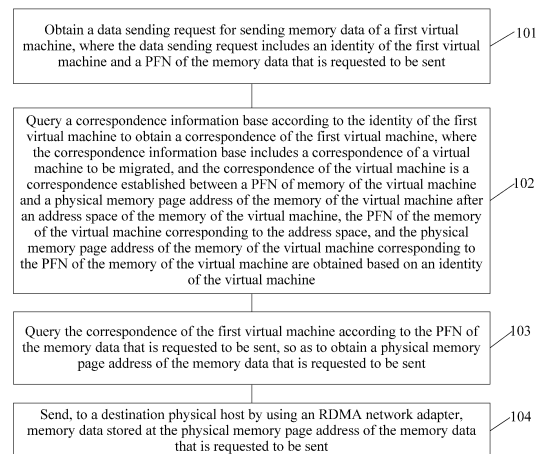 Obtain a data sending request for sending memory data of a first virtual
machine, where the data sending request includes an identity of the first virtual
machine and a PFN of the memory data that is requested to be sent
101
Query a correspondence information base according to the identity of the first
virtual machine to obtain a correspondence of the first virtual machine, where
the correspondence information base includes a correspondence of a virtual
machine to be migrated, and the correspondence of the virtual machine is a
correspondence established between a PFN of memory of the virtual machine
and a physical memory page address of the memory of the virtual machine after
an address space of the memory of the virtual machine, the PFN of the memory
of the virtual machine corresponding to the address space, and the physical
memory page address of the memory of the virtual machine corresponding to
the PFN of the memory of the virtual machine are obtained based on an identity
of the virtual machine
102
Query the correspondence of the first virtual machine according to the PFN of
the memory data that is requested to be sent, so as to obtain a physical memory
page address of the memory data that is requested to be sent
103
Send, to a destination physical host by using an RDMA network adapter,
memory data stored at the physical memory page address of the memory data
that is requested to be sent
104